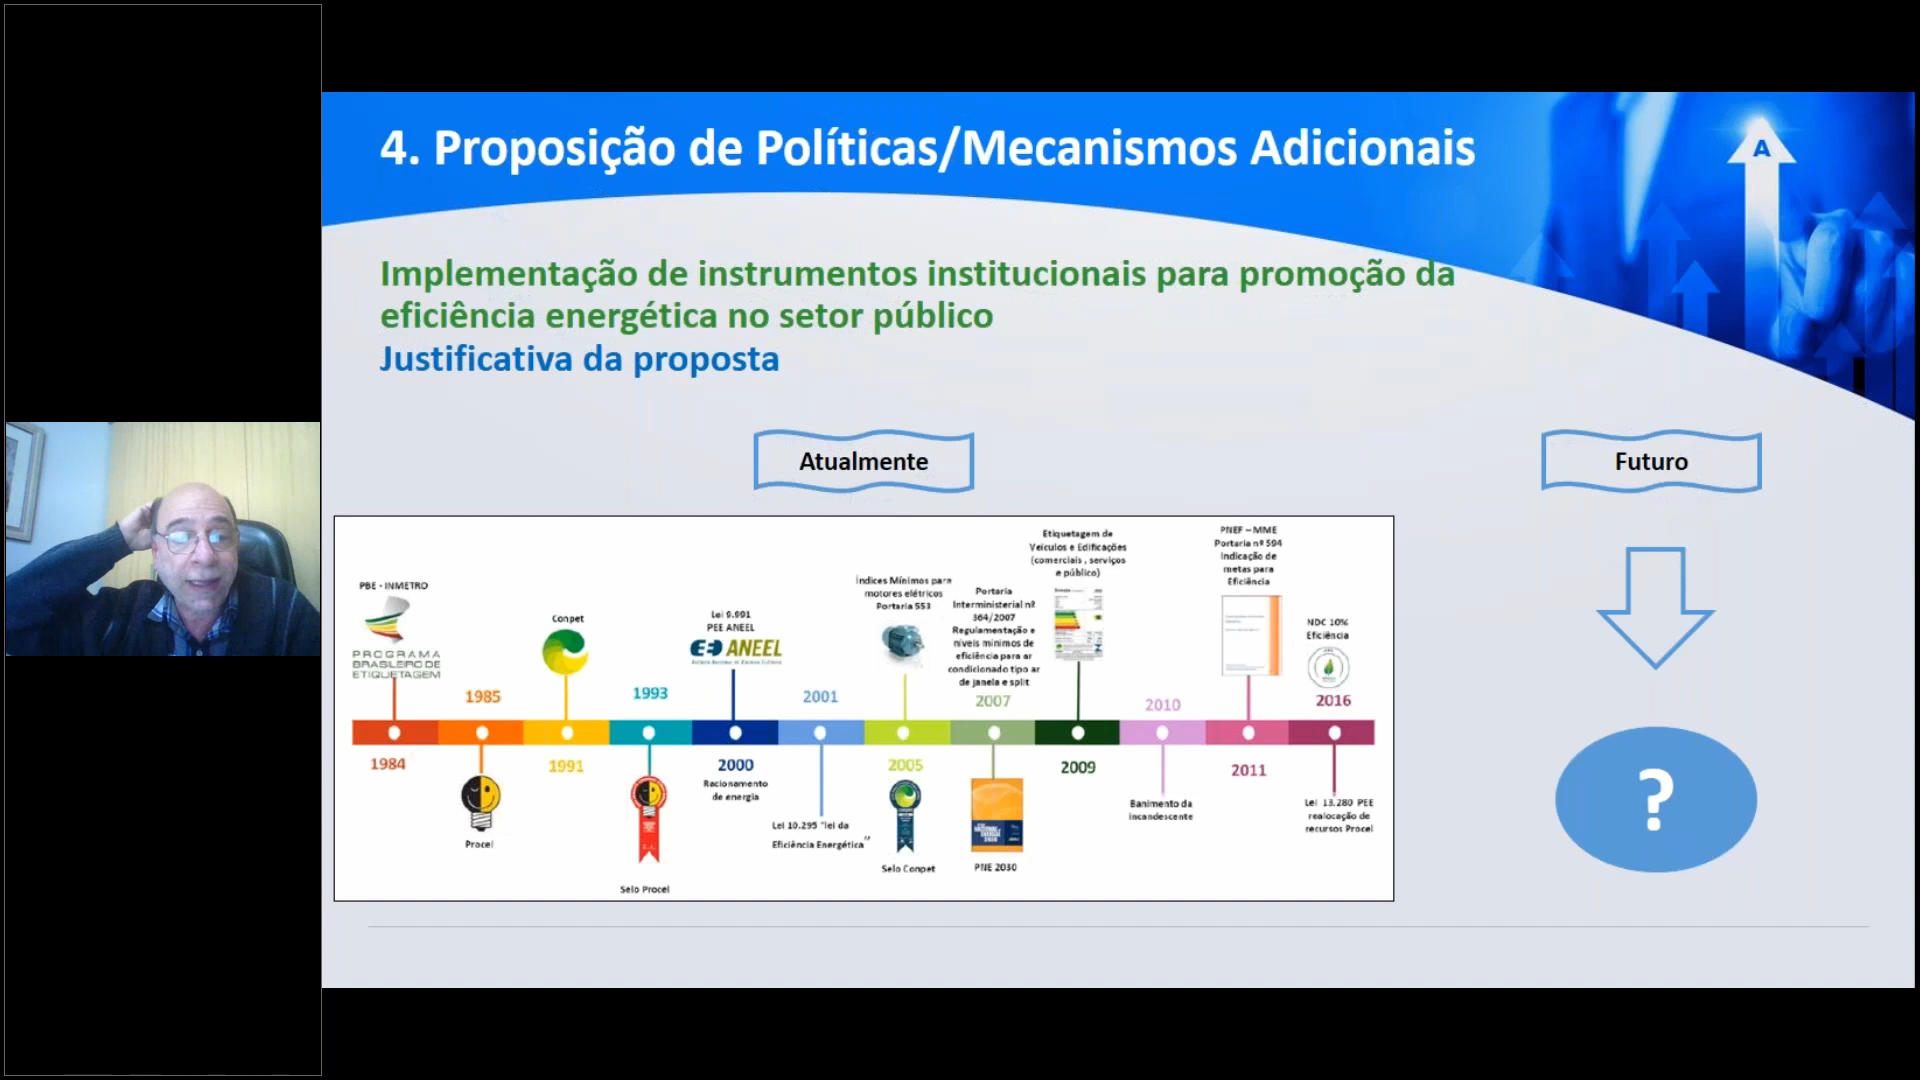 4. Proposição de Políticas/Mecanismos Adicionais
A
Implementação de instrumentos institucionais para promoção da
eficiência energética no setor público
Justificativa da proposta
Atualmente
Futuro
PBE - INMETRO
PROGRAMA
BRASILEIRO DE
ETIQUETAGEM
1984
1985
Procel
Conpet
1991
1993
Selo Procel
Lei 9.991
PEE ANEEL
ANEEL
2000
Racionamento
de energia
2001
Lei 10.295 "lei da
Eficiência Energética"
Índices Mínimos para
motores elétricos
Portaria 553
2005
Selo Conpet
Portaria
Interministerial nº
364/2007
Regulamentação e
níveis mínimos de
eficiência para ar
condicionado tipo ar
de janela e split
2007
PNE 2030
Etiquetagem de
Veículos e Edificações
(comerciais, serviços
e público)
2009
2010
Banimento da
incandescente
PNEF – MME
Portaria nº 594
Indicação de
metas para
Eficiência
2011
NDC 10%
Eficiência
2016
Lei 13.280 PEE
realocação de
recursos Procel
?